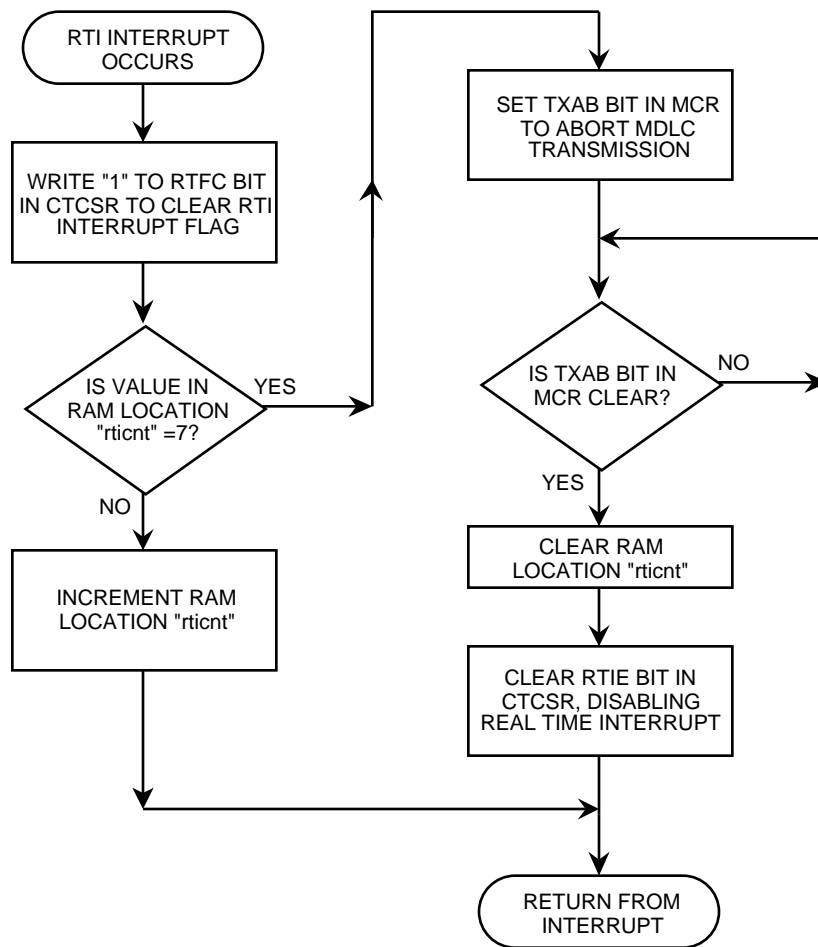 RTI INTERRUPT
OCCURS
WRITE "1" TO RTFC BIT
IN CTCSR TO CLEAR RTI
INTERRUPT FLAG
IS VALUE IN
RAM LOCATION
"rticnt" =7?
YES
NO
INCREMENT RAM
LOCATION "rticnt"
SET TXAB BIT IN MCR
TO ABORT MDLC
TRANSMISSION
IS TXAB BIT IN
MCR CLEAR?
NO
YES
CLEAR RAM
LOCATION "rticnt"
CLEAR RTIE BIT IN
CTCSR, DISABLING
REAL TIME INTERRUPT
RETURN FROM
INTERRUPT